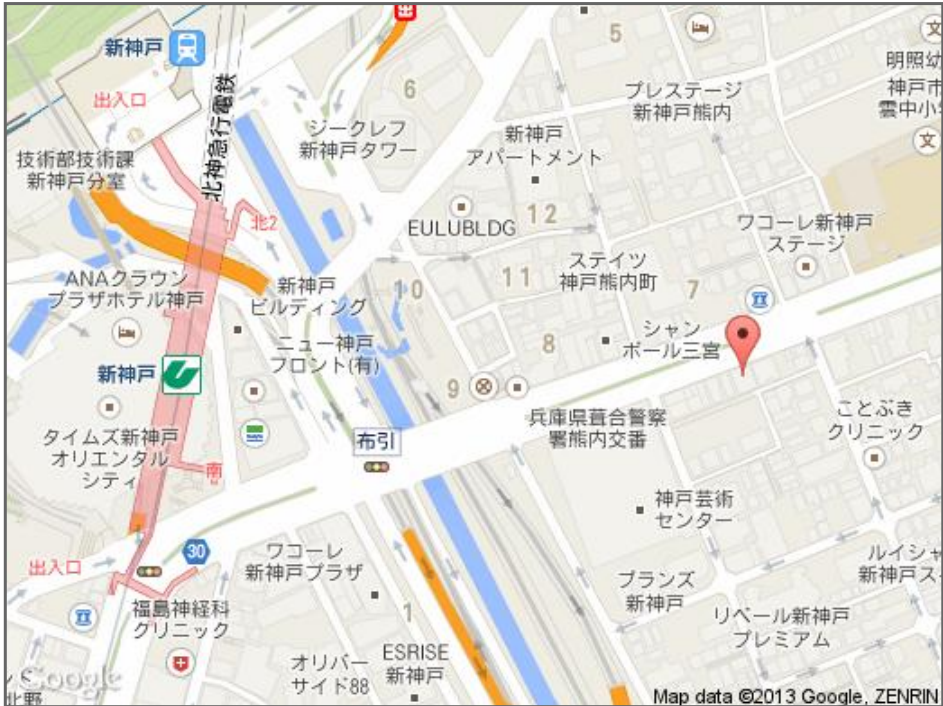 新神戸
出入口
北神急行電鉄
技術部技術課
新神戸分室
ジークレフ
新神戸タワー
6
5
プレステージ
新神戸熊内
明照幼
神戸市
雲中小
文
文
新神戸
アパートメント
北2
EULUBLDG
12
ワコーレ新神戸
ステージ
ANAクラウン
プラザホテル神戸
新神戸
ビルディング
10
11
ステイツ
神戸熊内町
7
ニュー神戸
フロント(有)
8
シャン
ボール三宮
新神戸
9
タイムズ新神戸
オリエンタル
シティ
南
布引
兵庫県葺合警察
署熊内交番
ことぶき
クリニック
神戸芸術
センター
30
出入口
ワコーレ
新神戸プラザ
ブランズ
新神戸
ルイシャ
新神戸ス
福島神経科
クリニック
1
リベール新神戸
プレミアム
オリバー
サイド88
ESRISE
新神戸
Google
北野
Map data ©2013 Google, ZENRIN